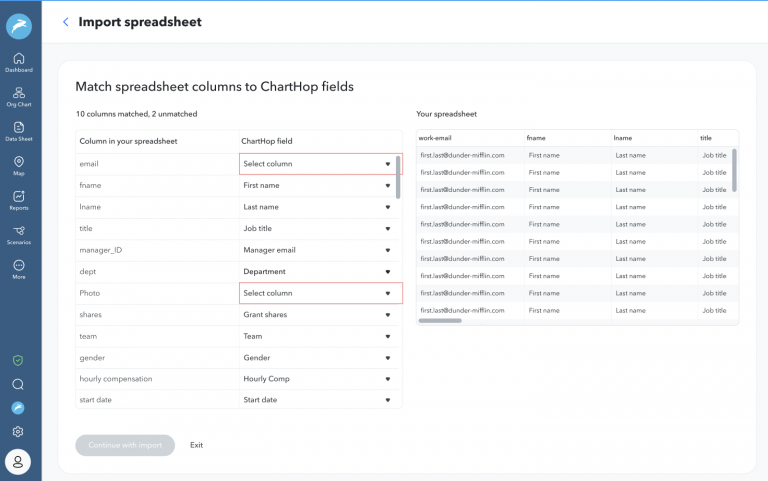 Import spreadsheet
Dashboard
Org Chart
Data Sheet
Map
Reports
Scenarios
More
Match spreadsheet columns to ChartHop fields
10 columns matched, 2 unmatched
Column in your spreadsheet ChartHop field
email Select column
fname First name
lname Last name
title Job title
manager_ID Manager email
dept Department
Photo Select column
shares Grant shares
team Team
gender Gender
hourly compensation Hourly Comp
start date Start date
Continue with import Exit
Your spreadsheet
work-email fname lname title
first.last@dunder-mifflin.com First name Last name Job title
first.last@dunder-mifflin.com First name Last name Job title
first.last@dunder-mifflin.com First name Last name Job title
first.last@dunder-mifflin.com First name Last name Job title
first.last@dunder-mifflin.com First name Last name Job title
first.last@dunder-mifflin.com First name Last name Job title
first.last@dunder-mifflin.com First name Last name Job title
first.last@dunder-mifflin.com First name Last name Job title
first.last@dunder-mifflin.com First name Last name Job title
first.last@dunder-mifflin.com First name Last name Job title